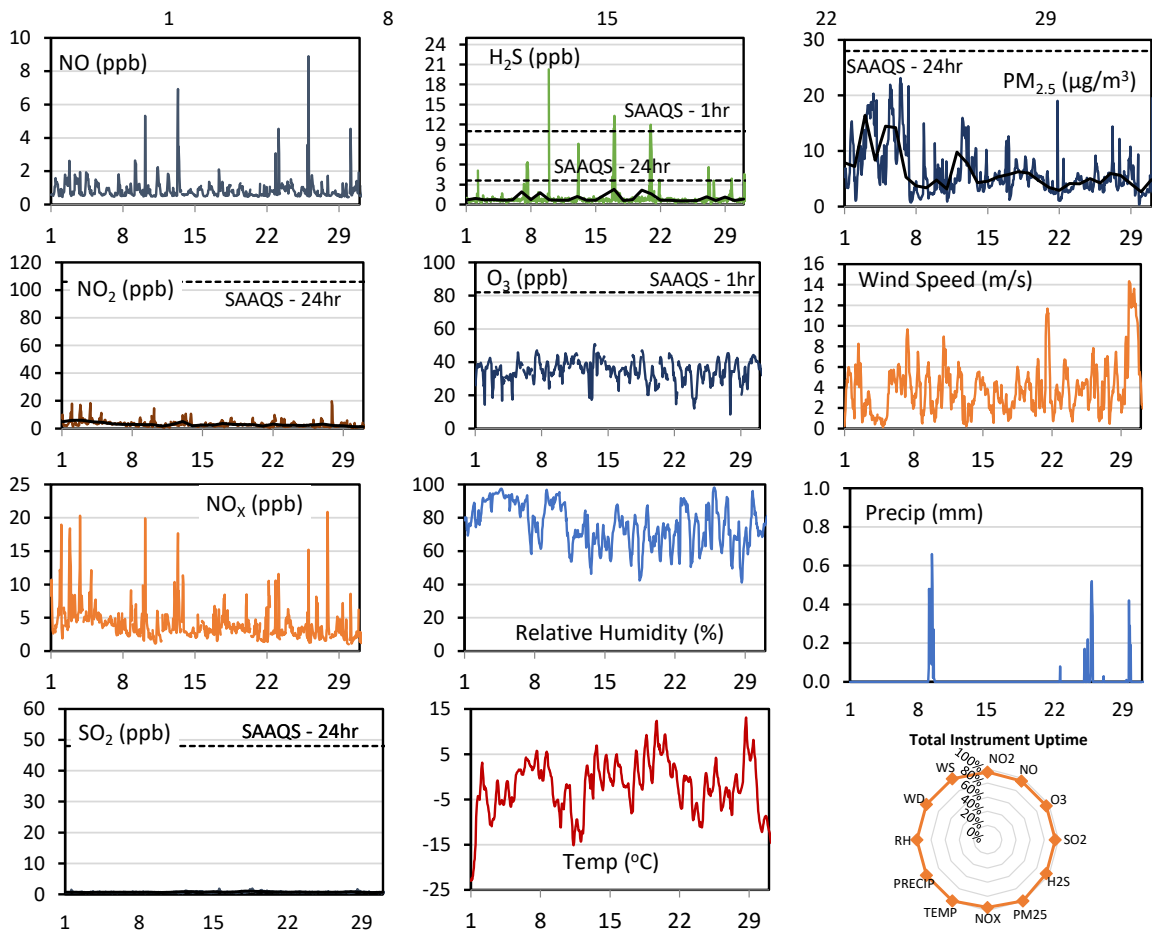 1 8 15 22 29
NO (ppb)
10
8
6
4
2
0
1 8 15 22 29
H₂S (ppb)
SAAQS - 1hr
SAAQS - 24hr
24
21
18
15
12
9
6
3
0
1 8 15 22 29
SAAQS - 24hr
PM₂.₅ (µg/m³)
30
20
10
0
1 8 15 22 29
NO₂ (ppb)
SAAQS - 24hr
120
100
80
60
40
20
0
1 8 15 22 29
O₃ (ppb)
SAAQS - 1hr
100
80
60
40
20
0
1 8 15 22 29
Wind Speed (m/s)
16
14
12
10
8
6
4
2
0
1 8 15 22 29
NOₓ (ppb)
25
20
15
10
5
0
1 8 15 22 29
100
80
60
40
20
0
Relative Humidity (%)
1 8 15 22 29
Precip (mm)
1.0
0.8
0.6
0.4
0.2
0.0
1 8 15 22 29
SO₂ (ppb)
SAAQS - 24hr
60
50
40
30
20
10
0
1 8 15 22 29
15
5
-5
-15
-25
Temp (ºC)
1 8 15 22 29
Total Instrument Uptime
100%
80%
60%
40%
20%
0%
NO2
NO
O3
SO2
H2S
PM25
NOX
TEMP
PRECIP
RH
WD
WS